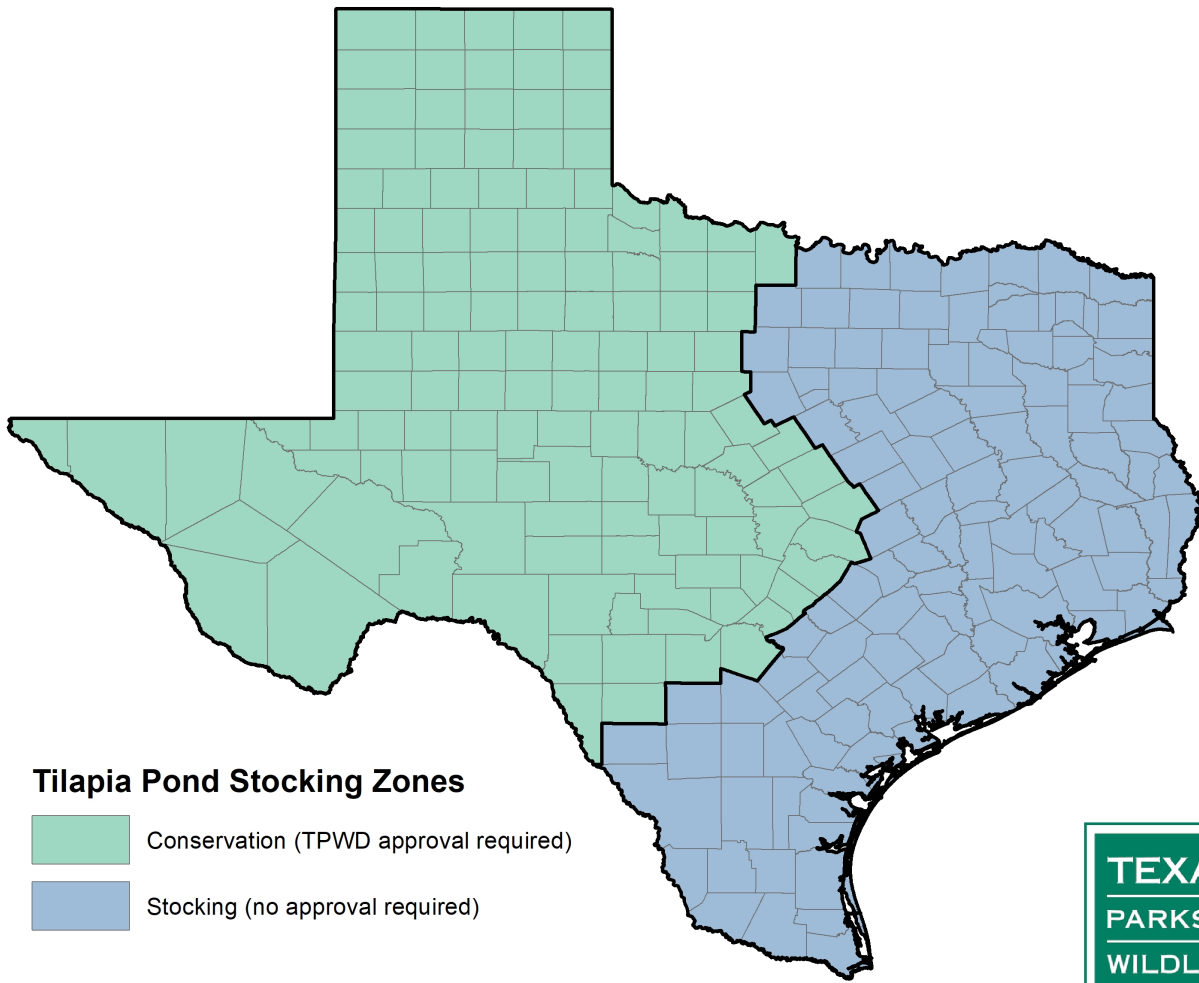 Tilapia Pond Stocking Zones
Conservation (TPWD approval required)
Stocking (no approval required)
TEXA
PARKS
WILDL